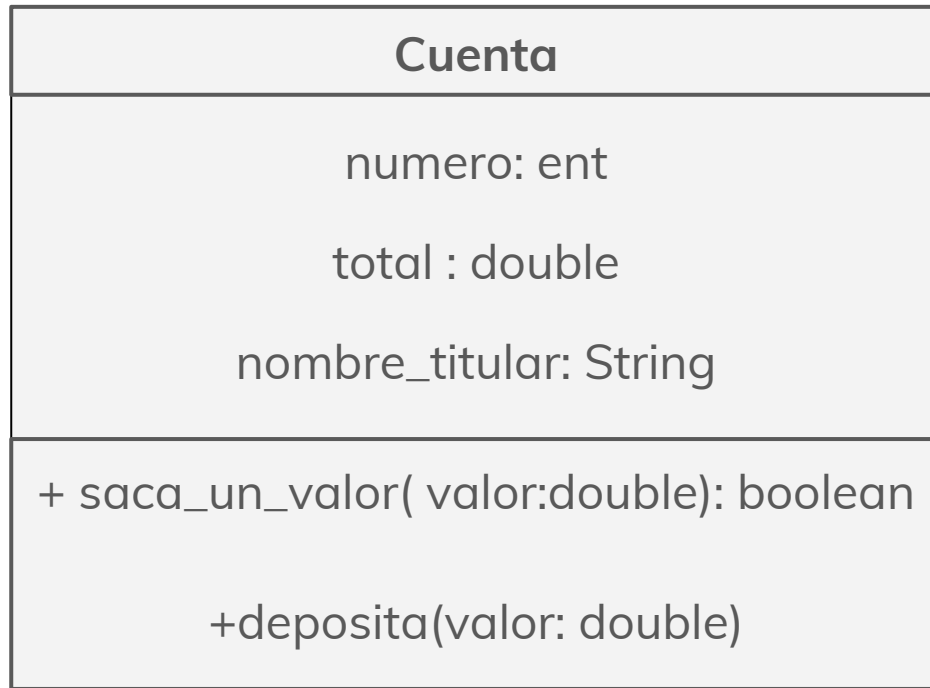 Cuenta
numero: ent
total : double
nombre_titular: String
+ saca_un_valor( valor:double): boolean
+deposita(valor: double)